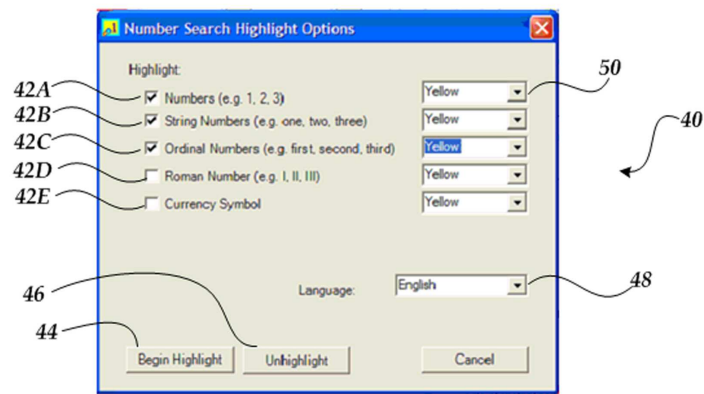 Number Search Highlight Options
Highlight:
42A Numbers (e.g. 1, 2, 3) Yellow 50
42B String Numbers (e.g. one, two, three) Yellow
42C Ordinal Numbers (e.g. first, second, third) Yellow 40
42D Roman Number (e.g. I, II, III) Yellow
42E Currency Symbol Yellow
46 Language: English 48
44 Begin Highlight Unhighlight Cancel